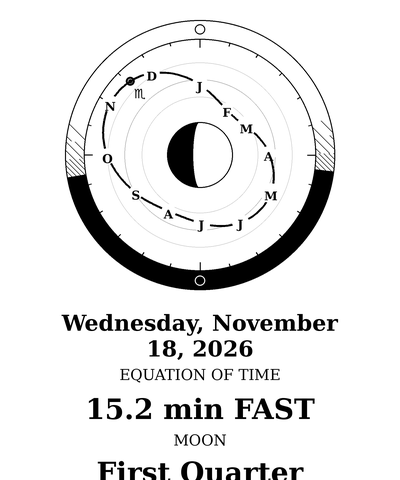 D
J
♏
N
F
M
O
A
S
M
A
J
J
Wednesday, November
18, 2026
EQUATION OF TIME
15.2 min FAST
MOON
First Quarter